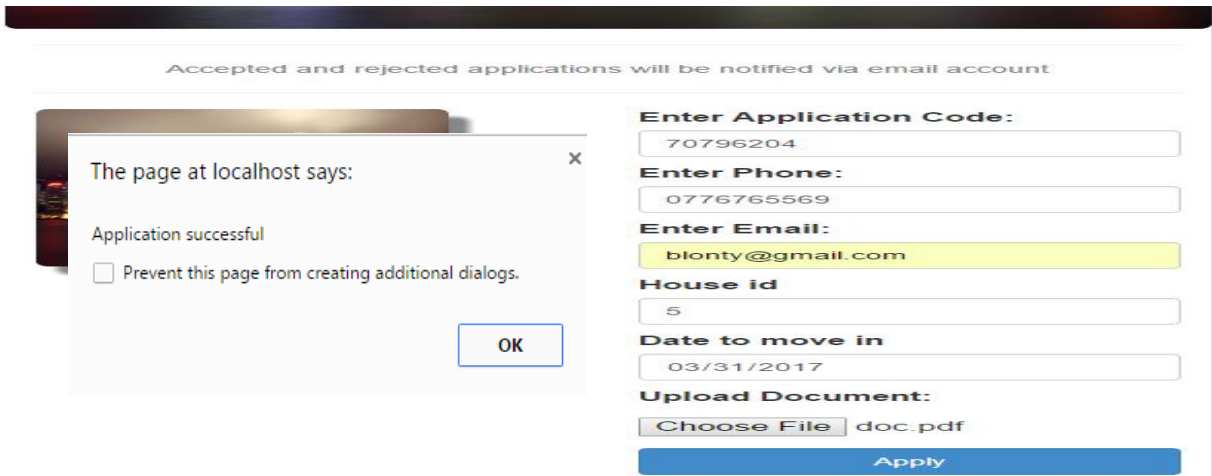 Accepted and rejected applications will be notified via email account
The page at localhost says:
×
Application successful
Prevent this page from creating additional dialogs.
OK
Enter Application Code:
70796204
Enter Phone:
0776765569
Enter Email:
blonty@gmail.com
House id
5
Date to move in
03/31/2017
Upload Document:
Choose File doc.pdf
Apply